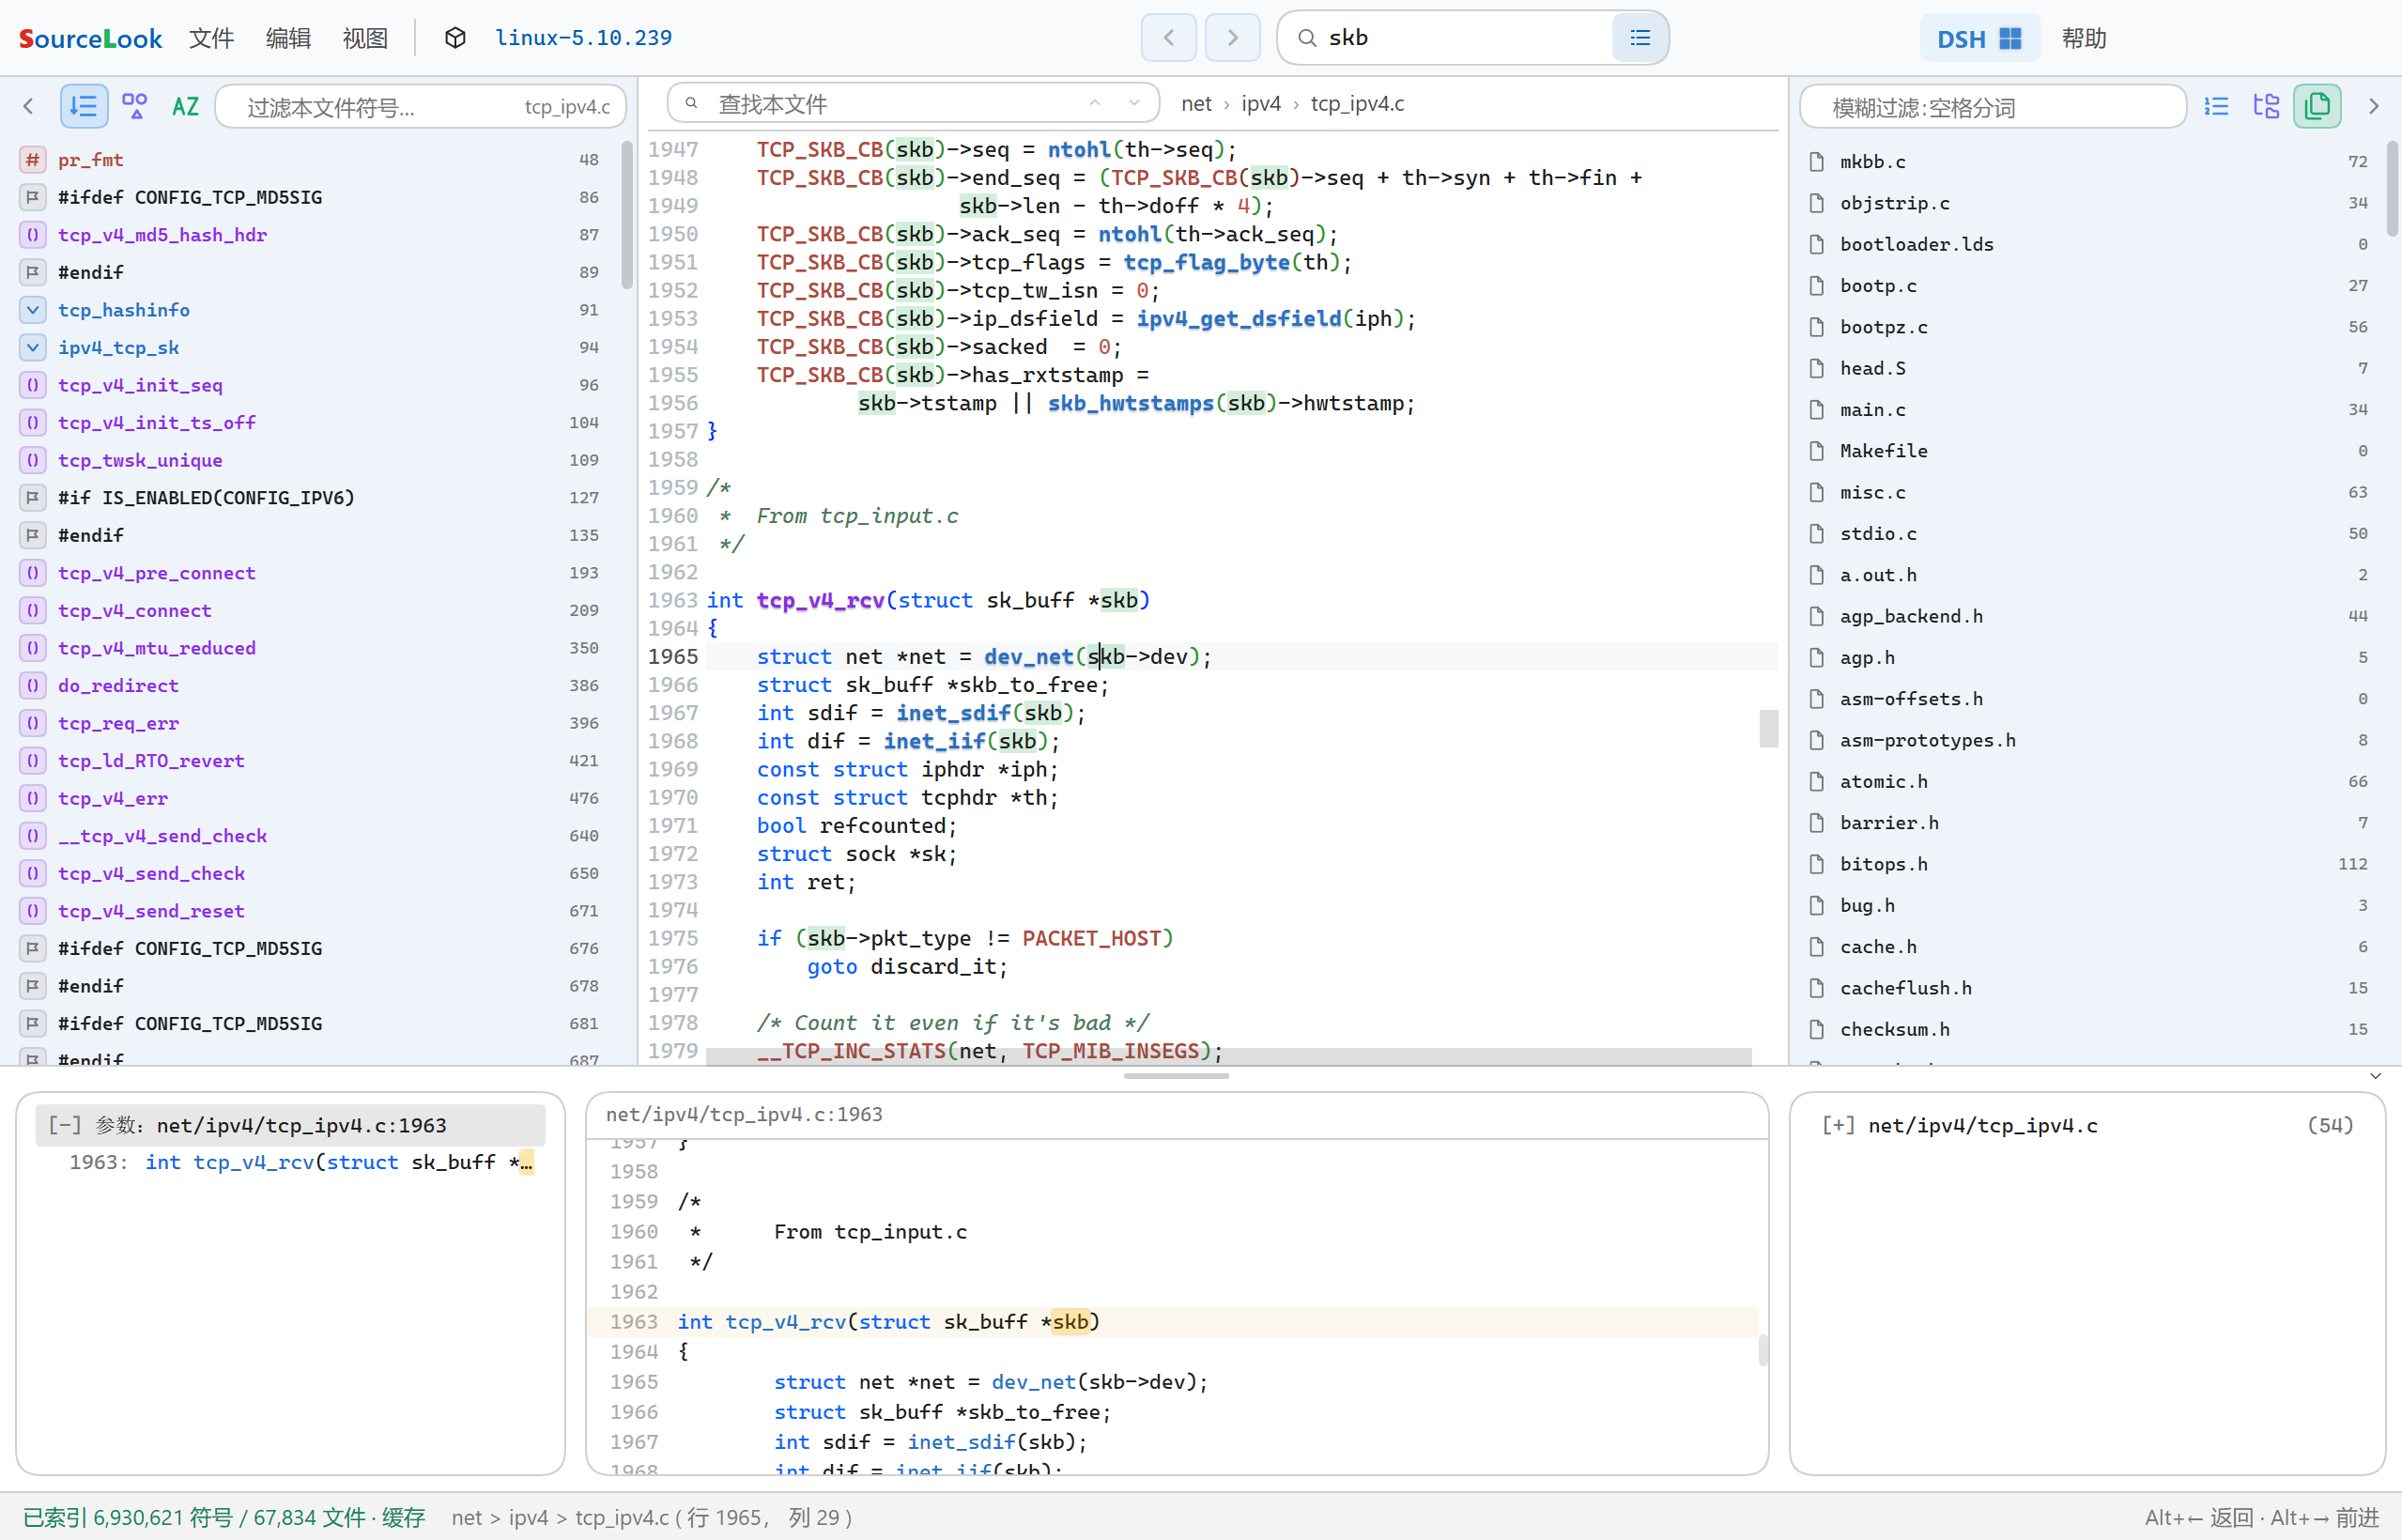 SourceLook 文件 编辑 视图 linux-5.10.239 skb DSH 帮助
AZ 过滤本文件符号... tcp_ipv4.c
# pr_fmt 48
#ifdef CONFIG_TCP_MD5SIG 86
() tcp_v4_md5_hash_hdr 87
#endif 89
tcp_hashinfo 91
ipv4_tcp_sk 94
() tcp_v4_init_seq 96
() tcp_v4_init_ts_off 104
() tcp_twsk_unique 109
#if IS_ENABLED(CONFIG_IPV6) 127
#endif 135
() tcp_v4_pre_connect 193
() tcp_v4_connect 209
() tcp_v4_mtu_reduced 350
() do_redirect 386
() tcp_req_err 396
() tcp_ld_RTO_revert 421
() tcp_v4_err 476
() __tcp_v4_send_check 640
() tcp_v4_send_check 650
() tcp_v4_send_reset 671
#ifdef CONFIG_TCP_MD5SIG 676
#endif 678
#ifdef CONFIG_TCP_MD5SIG 681
#endif 687
查找本文件 net › ipv4 › tcp_ipv4.c
1947     TCP_SKB_CB(skb)->seq = ntohl(th->seq);
1948     TCP_SKB_CB(skb)->end_seq = (TCP_SKB_CB(skb)->seq + th->syn + th->fin +
1949                     skb->len - th->doff * 4);
1950     TCP_SKB_CB(skb)->ack_seq = ntohl(th->ack_seq);
1951     TCP_SKB_CB(skb)->tcp_flags = tcp_flag_byte(th);
1952     TCP_SKB_CB(skb)->tcp_tw_isn = 0;
1953     TCP_SKB_CB(skb)->ip_dsfield = ipv4_get_dsfield(iph);
1954     TCP_SKB_CB(skb)->sacked  = 0;
1955     TCP_SKB_CB(skb)->has_rxtstamp =
1956             skb->tstamp || skb_hwtstamps(skb)->hwtstamp;
1957 }
1958
1959 /*
1960  *  From tcp_input.c
1961  */
1962
1963 int tcp_v4_rcv(struct sk_buff *skb)
1964 {
1965     struct net *net = dev_net(skb->dev);
1966     struct sk_buff *skb_to_free;
1967     int sdif = inet_sdif(skb);
1968     int dif = inet_iif(skb);
1969     const struct iphdr *iph;
1970     const struct tcphdr *th;
1971     bool refcounted;
1972     struct sock *sk;
1973     int ret;
1974
1975     if (skb->pkt_type != PACKET_HOST)
1976         goto discard_it;
1977
1978     /* Count it even if it's bad */
1979     __TCP_INC_STATS(net, TCP_MIB_INSEGS);
模糊过滤:空格分词
mkbb.c 72
objstrip.c 34
bootloader.lds 0
bootp.c 27
bootpz.c 56
head.S 7
main.c 34
Makefile 0
misc.c 63
stdio.c 50
a.out.h 2
agp_backend.h 44
agp.h 5
asm-offsets.h 0
asm-prototypes.h 8
atomic.h 66
barrier.h 7
bitops.h 112
bug.h 3
cache.h 6
cacheflush.h 15
checksum.h 15
[-] 参数: net/ipv4/tcp_ipv4.c:1963
1963: int tcp_v4_rcv(struct sk_buff *…
net/ipv4/tcp_ipv4.c:1963
1957 }
1958
1959 /*
1960  *      From tcp_input.c
1961  */
1962
1963 int tcp_v4_rcv(struct sk_buff *skb)
1964 {
1965         struct net *net = dev_net(skb->dev);
1966         struct sk_buff *skb_to_free;
1967         int sdif = inet_sdif(skb);
1968         int dif = inet_iif(skb);
[+] net/ipv4/tcp_ipv4.c (54)
已索引 6,930,621 符号 / 67,834 文件 · 缓存 net > ipv4 > tcp_ipv4.c ( 行 1965, 列 29 ) Alt+← 返回 · Alt+→ 前进